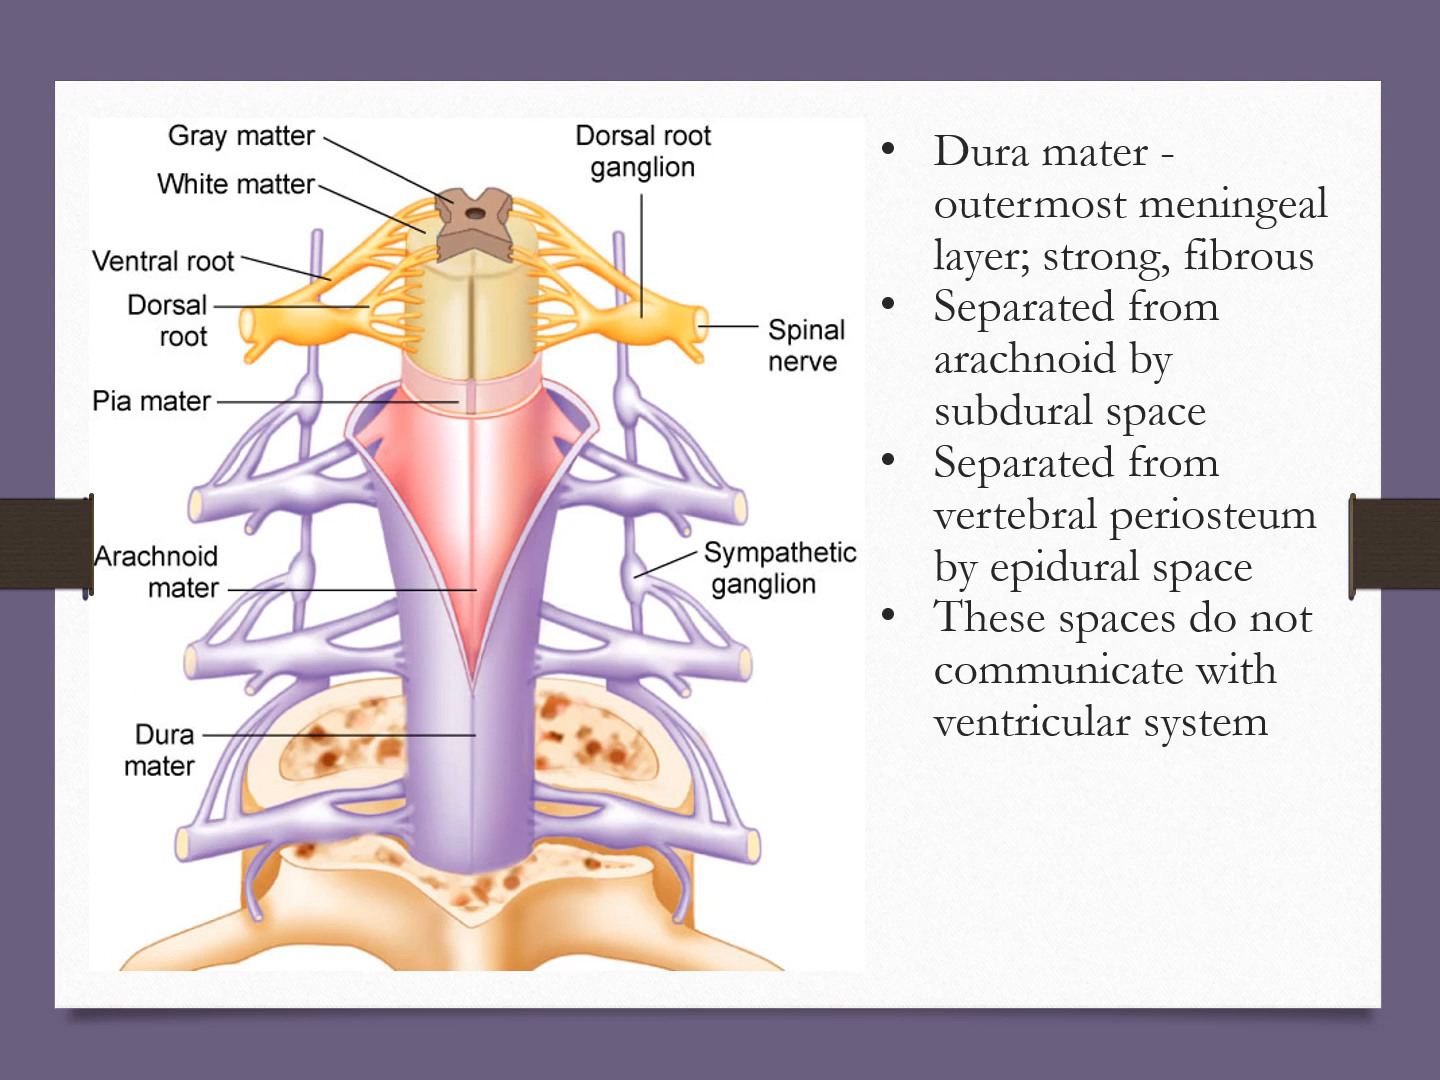 Gray matter
White matter
Ventral root
Dorsal
root
Pia mater
Arachnoid
mater
Dura
mater
Dorsal root
ganglion
Spinal
nerve
Sympathetic
ganglion
• Dura mater -
outermost meningeal
layer; strong, fibrous
• Separated from
arachnoid by
subdural space
• Separated from
vertebral periosteum
by epidural space
• These spaces do not
communicate with
ventricular system